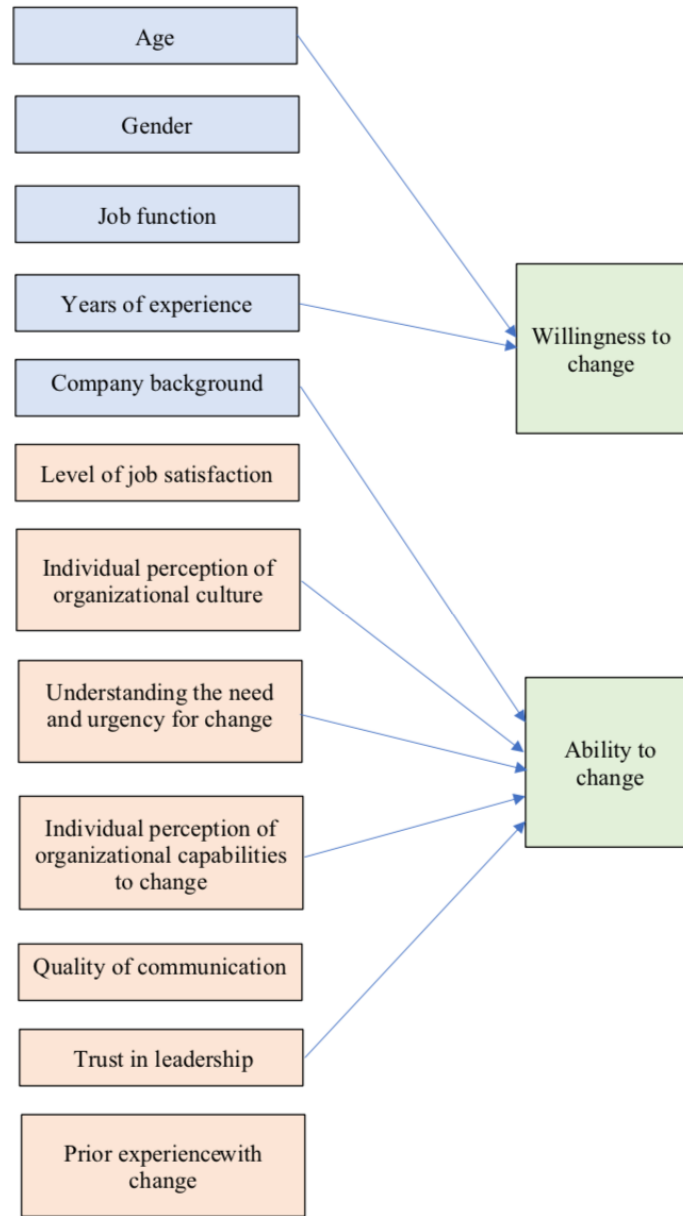 Age
Gender
Job function
Years of experience
Willingness to
change
Company background
Level of job satisfaction
Individual perception of
organizational culture
Understanding the need
and urgency for change
Ability to
change
Individual perception of
organizational capabilities
to change
Quality of communication
Trust in leadership
Prior experiencewith
change